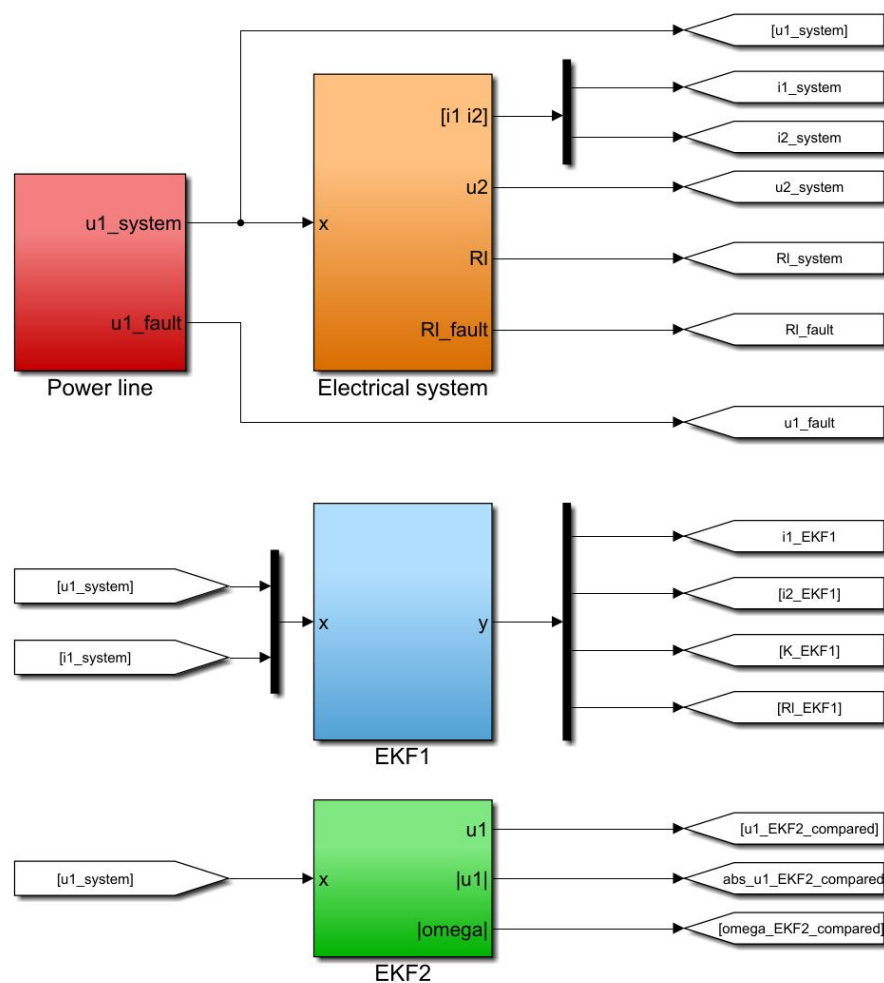 [u1_system]
i1_system
i2_system
u2_system
Rl_system
Rl_fault
u1_fault
u1_system
u1_fault
Power line
x
[i1 i2]
u2
Rl
Rl_fault
Electrical system
[u1_system]
[i1_system]
x
y
EKF1
i1_EKF1
[i2_EKF1]
[K_EKF1]
[Rl_EKF1]
[u1_system]
x
u1
|u1|
|omega|
EKF2
[u1_EKF2_compared]
abs_u1_EKF2_compared
[omega_EKF2_compared]